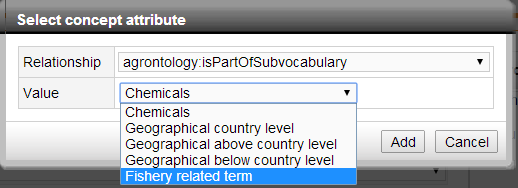 Select concept attribute
Relationship agrontology:isPartOfSubvocabulary
Value Chemicals
Chemicals
Geographical country level
Geographical above country level
Geographical below country level
Fishery related term
Add Cancel